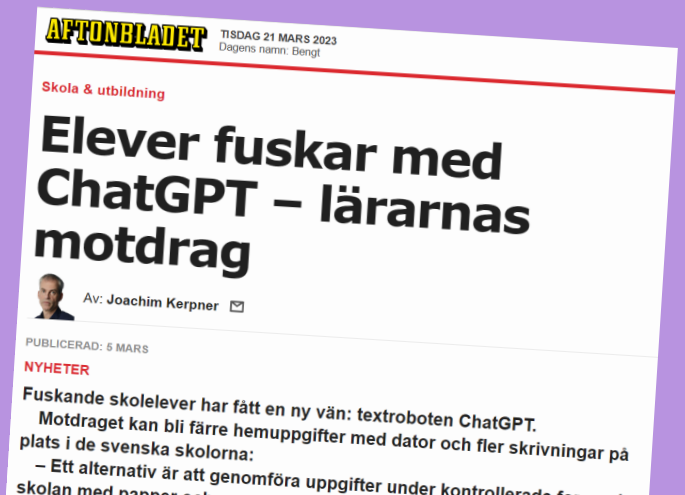 AFTONBLADET
TISDAG 21 MARS 2023
Dagens namn: Bengt
Skola & utbildning
Elever fuskar med
ChatGPT – lärarnas
motdrag
Av: Joachim Kerpner
PUBLICERAD: 5 MARS
NYHETER
Fuskande skolelever har fått en ny vän: textroboten ChatGPT.
Motdraget kan bli färre hemuppgifter med dator och fler skrivningar på
plats i de svenska skolorna:
– Ett alternativ är att genomföra uppgifter under kontrollerade
skolan med papper